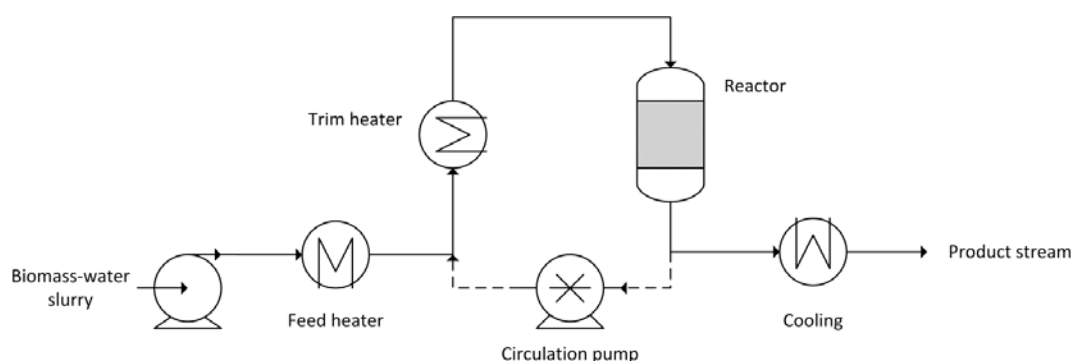 Reactor
Trim heater
Biomass-water
slurry
Feed heater
Circulation pump
Cooling
Product stream